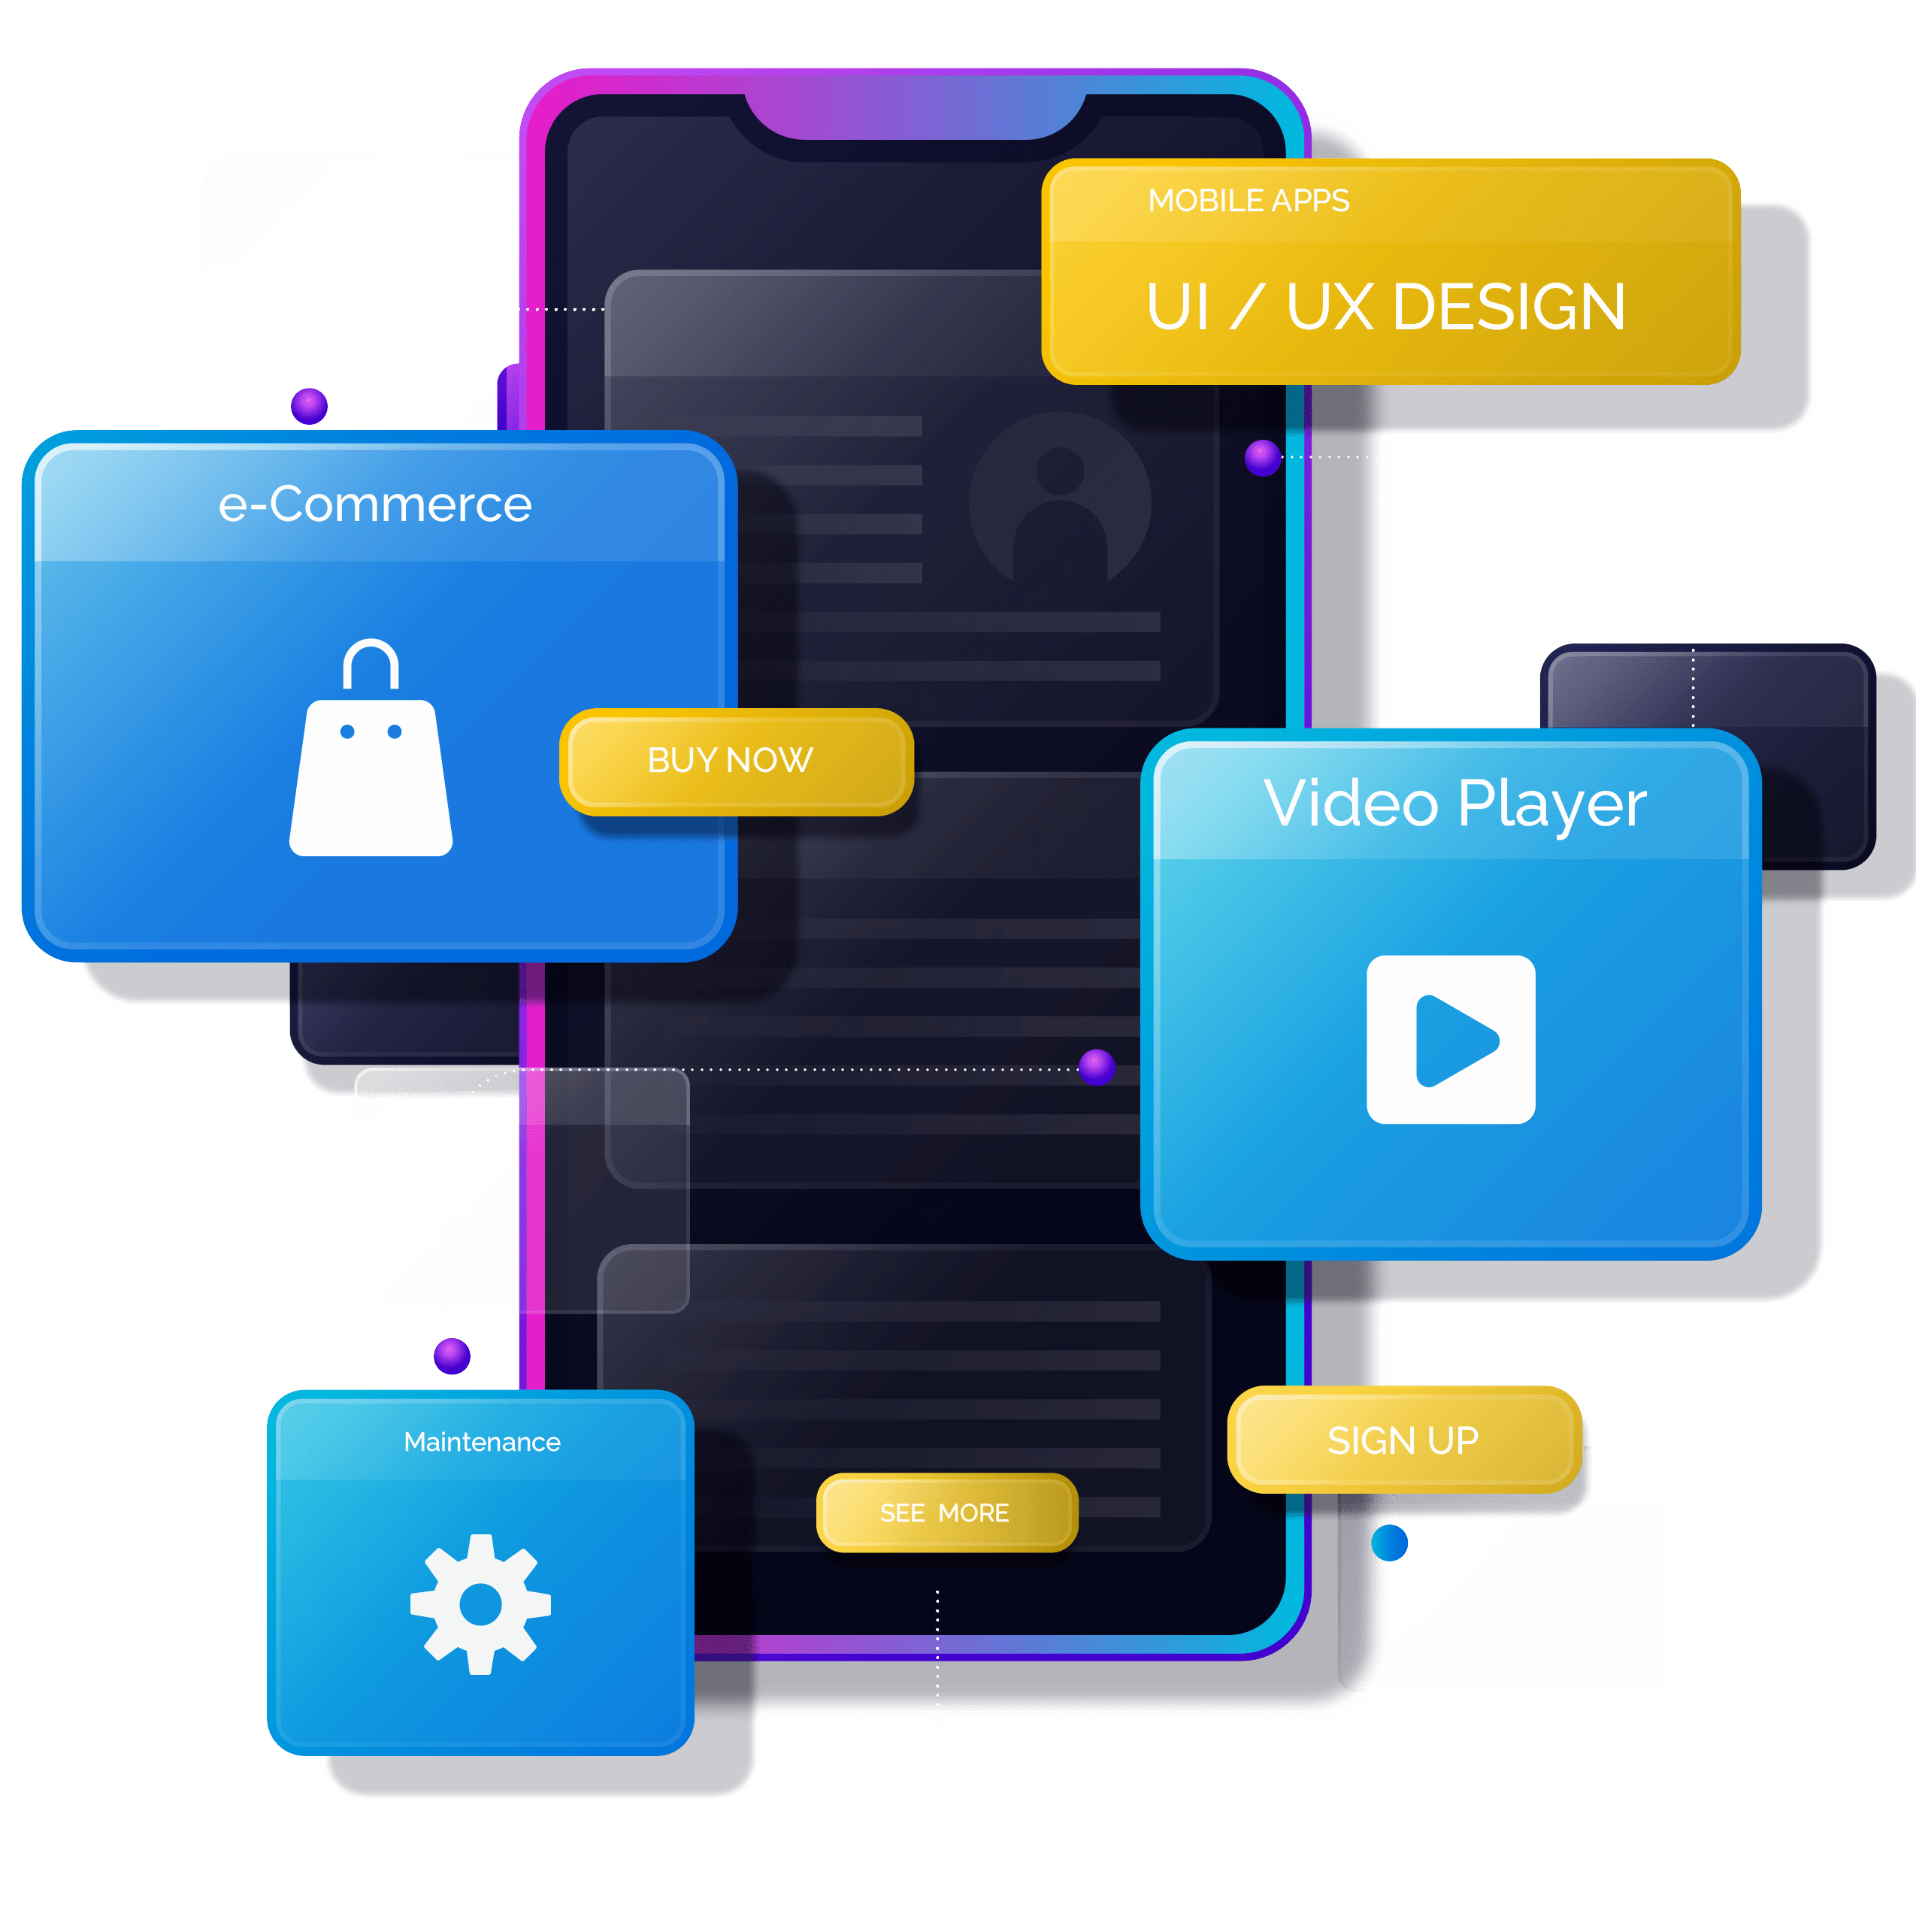 MOBILE APPS
UI / UX DESIGN
e-Commerce
BUY NOW
Video Player
Maintenance
SIGN UP
SEE MORE